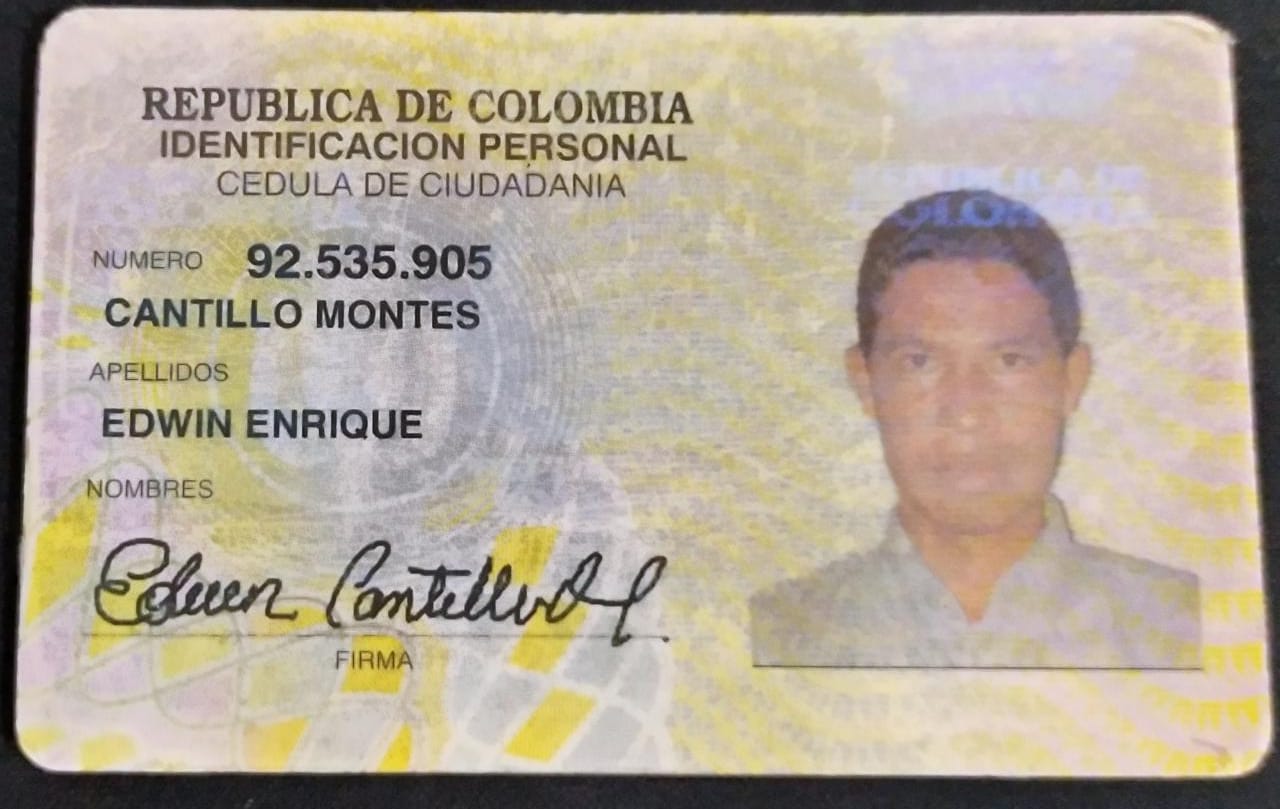 REPUBLICA DE COLOMBIA
IDENTIFICACION PERSONAL
CEDULA DE CIUDADANIA
NUMERO 92.535.905
CANTILLO MONTES
APELLIDOS
EDWIN ENRIQUE
NOMBRES
Edwin Cantillo
FIRMA
REPUBLICA DE
COLOMBIA